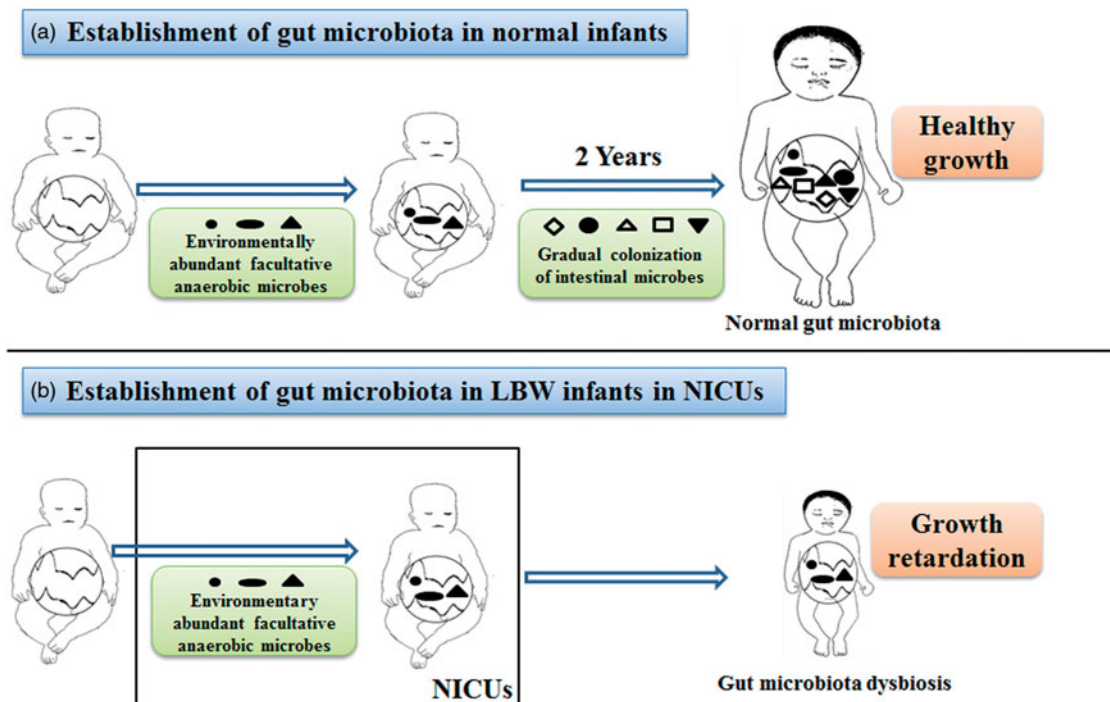 (a) Establishment of gut microbiota in normal infants
2 Years
Healthy
growth
Environmentally
abundant facultative
anaerobic microbes
Gradual colonization
of intestinal microbes
Normal gut microbiota
(b) Establishment of gut microbiota in LBW infants in NICUs
Growth
retardation
Environmentary
abundant facultative
anaerobic microbes
NICUs
Gut microbiota dysbiosis